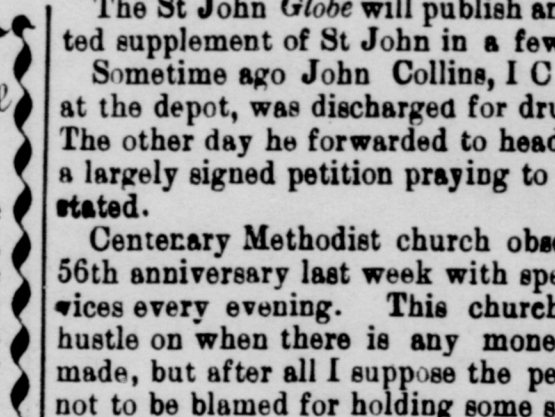 The St John Globe will publish an
ted supplement of St John in a few
Sometime ago John Collins, I C
at the depot, was discharged for dru
The other day he forwarded to head
a largely signed petition praying to
stated.
Centenary Methodist church obse
56th anniversary last week with spe
vices every evening. This church
hustle on when there is any mone
made, but after all I suppose the pe
not to be blamed for holding some s